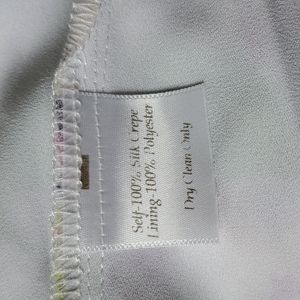 Self-100% Silk Crepe
Lining-100% Polyester
Dry Clean Only